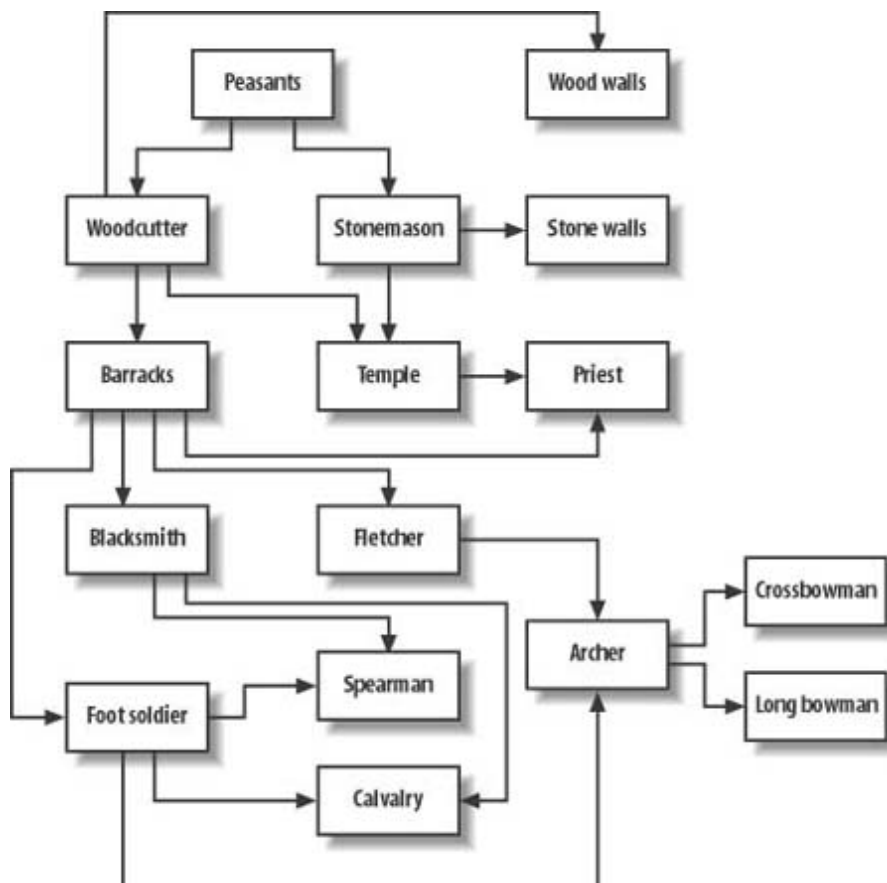 Peasants
Wood walls
Woodcutter
Stonemason
Stone walls
Barracks
Temple
Priest
Blacksmith
Fletcher
Crossbowman
Archer
Spearman
Foot soldier
Long bowman
Calvalry